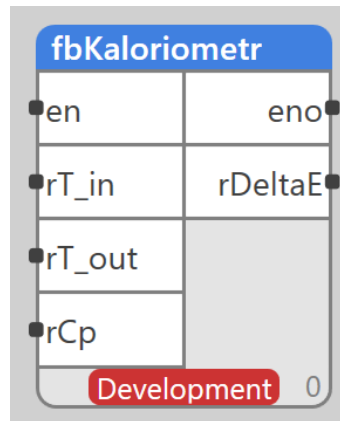 fbKaloriometr
en eno
rT_in rDeltaE
rT_out
rCp
Development 0